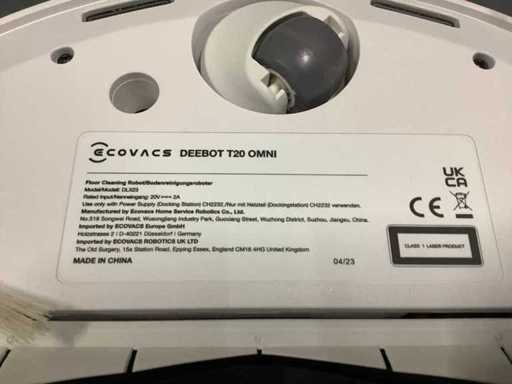 ECOVACS DEEBOT T20 OMNI
Floor Cleaning Robot/Bodenreinigungsroboter
Model/Modell: DLX23
Rated Input/Nenneingang: 20V⎓ 2A
Use only with Power Supply (Docking Station) CH2232./Nur mit Netzteil (Dockingstation) CH2232 verwenden.
Manufactured by Ecovacs Home Service Robotics Co., Ltd.
No.518 Songwei Road, Wusongjiang Industry Park, Guoxiang Street, Wuzhong District, Suzhou, Jiangsu, China.
Imported by ECOVACS Europe GmbH
Holzstrasse 2 | D-40221 Düsseldorf | Germany
Imported by ECOVACS ROBOTICS UK LTD
The Old Surgery, 15a Station Road, Epping Essex, England CM16 4HG United Kingdom
MADE IN CHINA
04/23
UK
CA
CE
CLASS 1 LASER PRODUCT